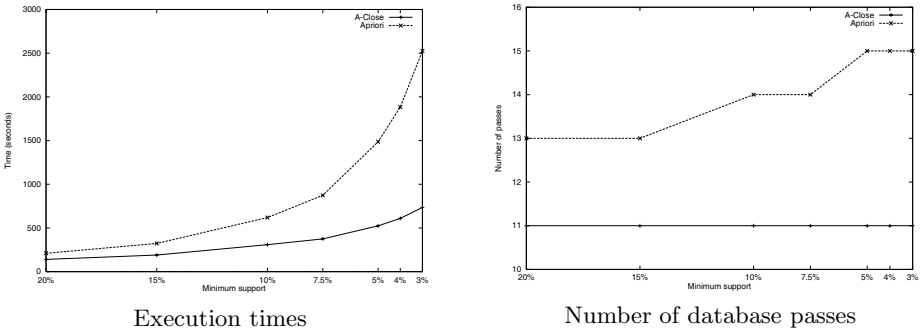 3000
2500
2000
1500
1000
500
0
Time (seconds)
A-Close
Apriori
20% 15% 10% 7.5% 5% 4% 3%
Minimum support
Execution times
16
15
14
13
12
11
10
Number of passes
A-Close
Apriori
20% 15% 10% 7.5% 5% 4% 3%
Minimum support
Number of database passes